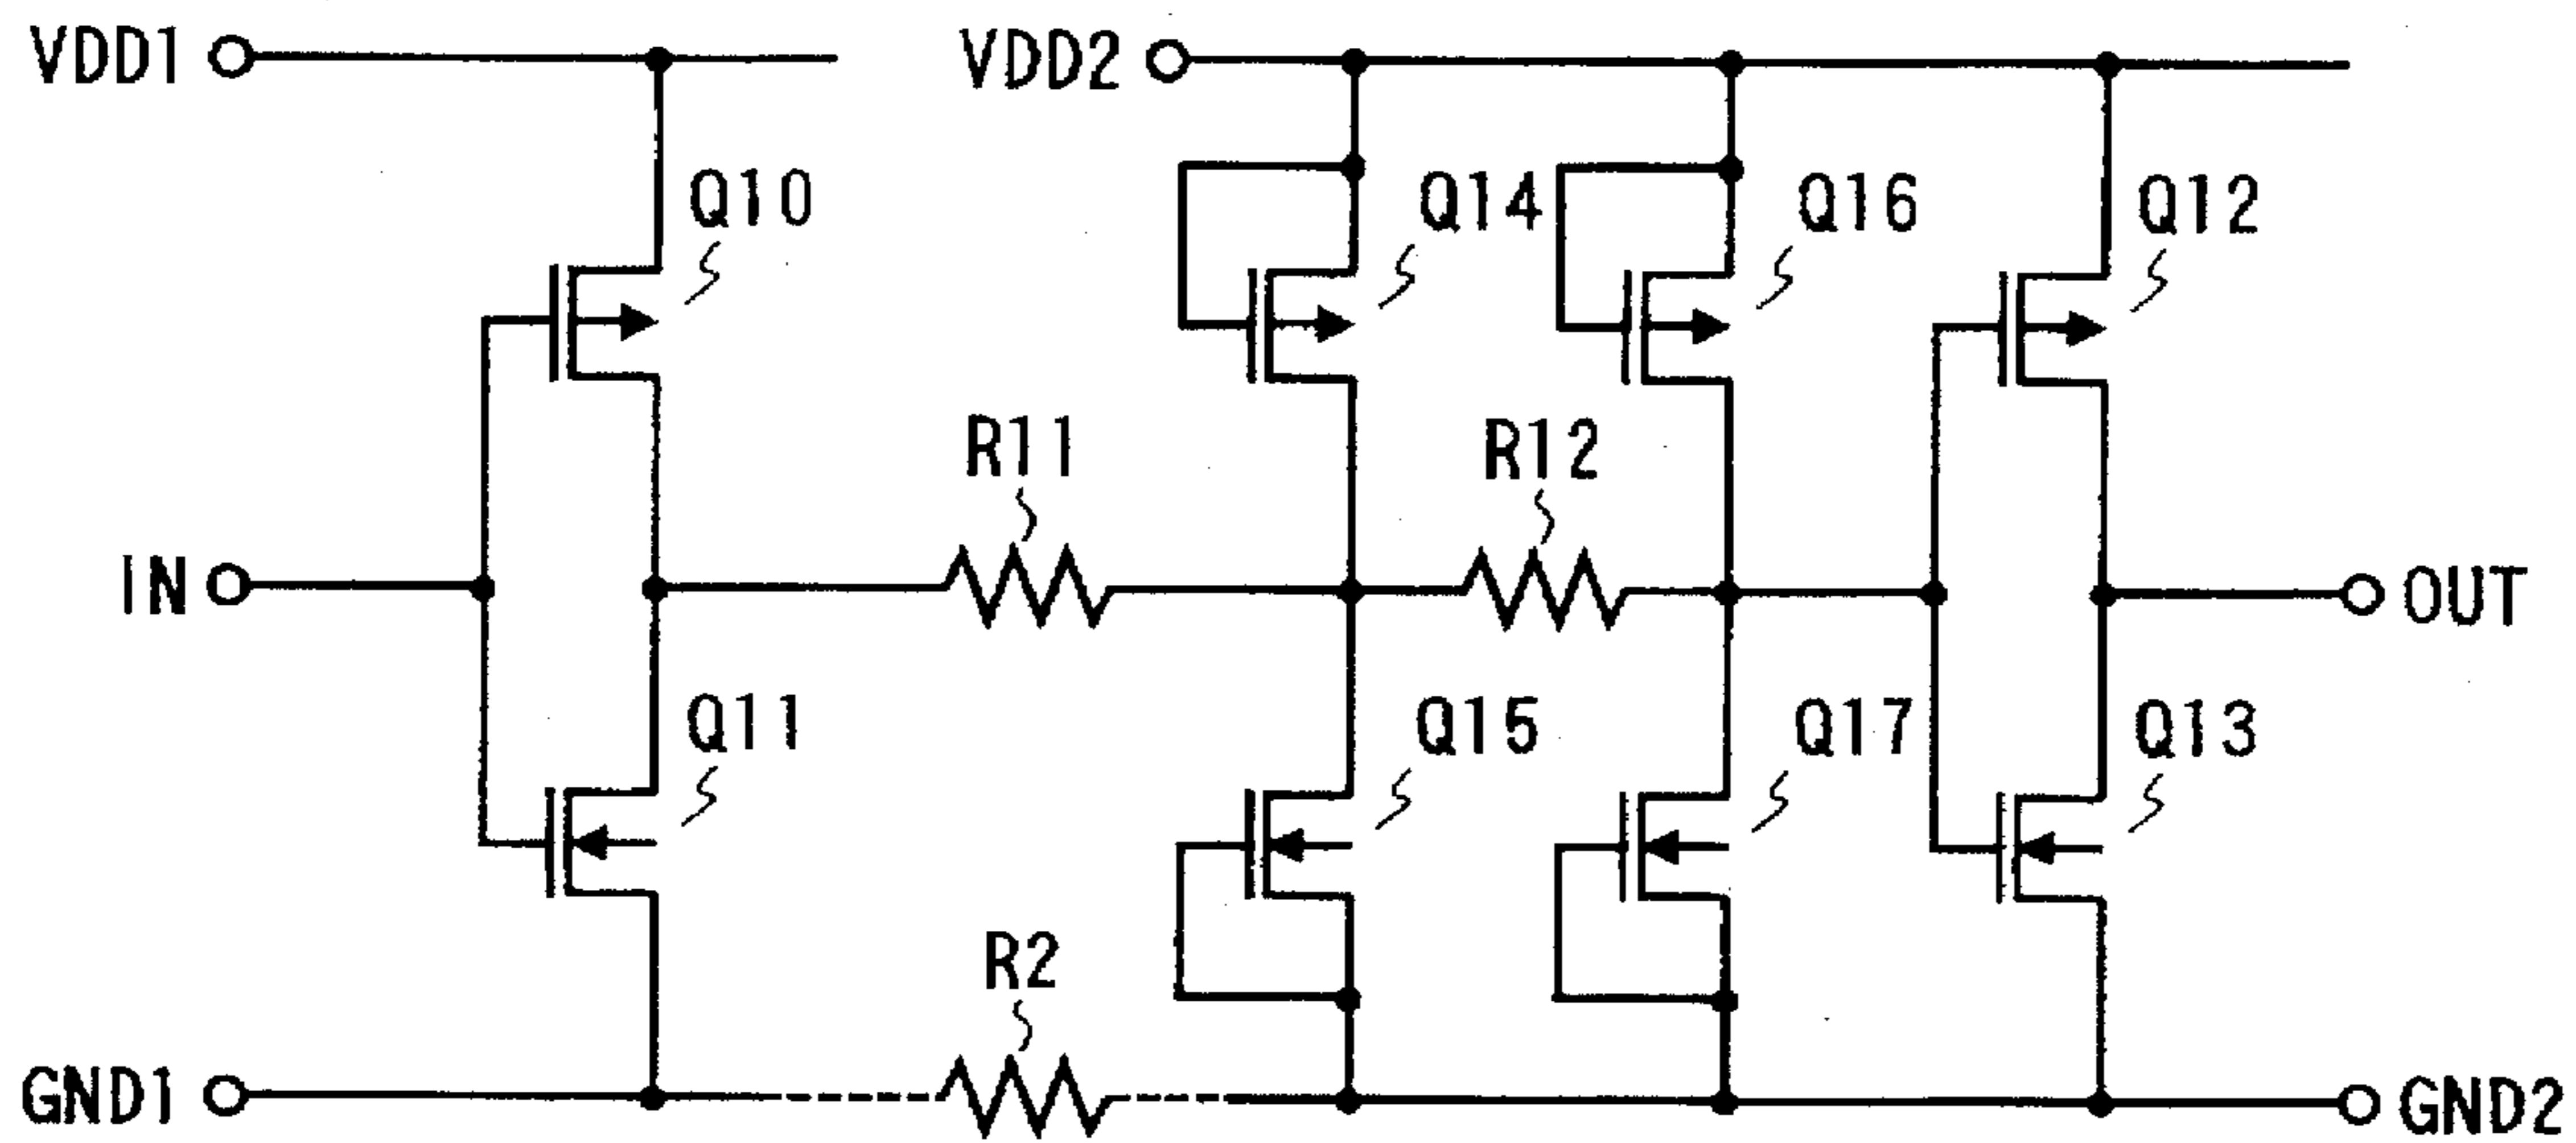 VDD1
VDD2
Q10
Q14
Q16
Q12
R11
R12
IN
OUT
Q11
Q15
Q17
Q13
R2
GND1
GND2